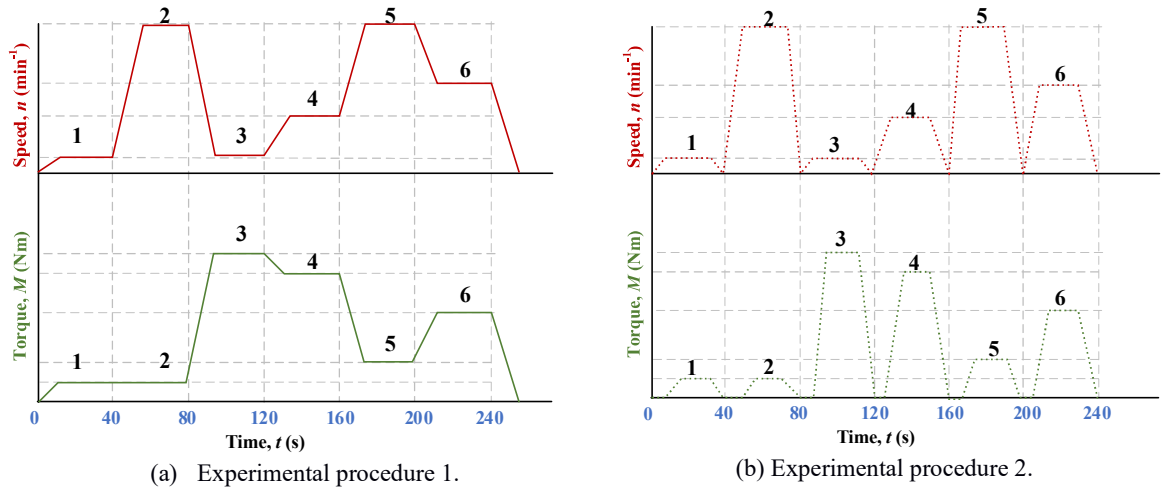 (a)
2
5
6
4
1
3
Speed, n (min-1)
3
4
6
5
1
2
Torque, M (Nm)
0 40 80 120 160 200 240
Time, t (s)
(a) Experimental procedure 1.
(b)
2
5
6
4
1
3
Speed, n (min-1)
3
4
6
5
1
2
Torque, M (Nm)
0 40 80 120 160 200 240
Time, t (s)
(b) Experimental procedure 2.